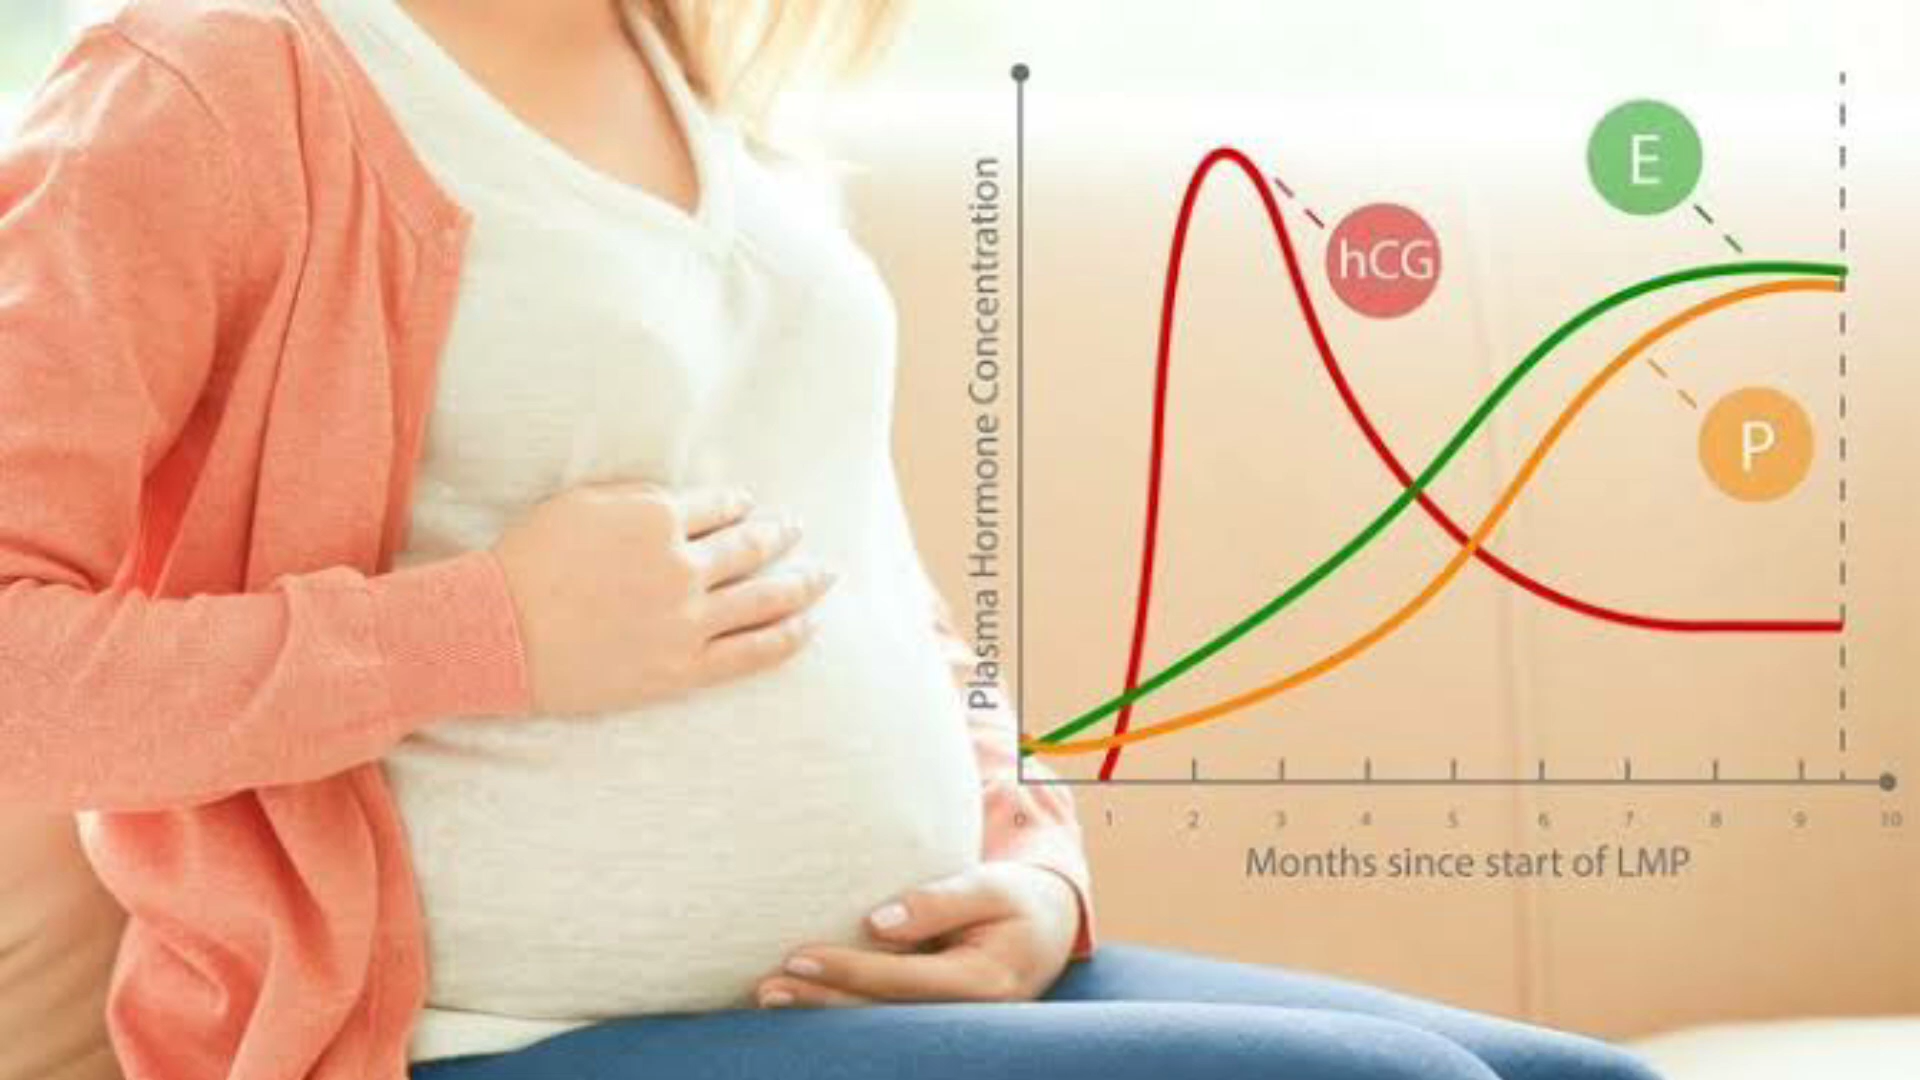 Plasma Hormone Concentration
hCG
E
P
0 1 2 3 4 5 6 7 8 9 10
Months since start of LMP